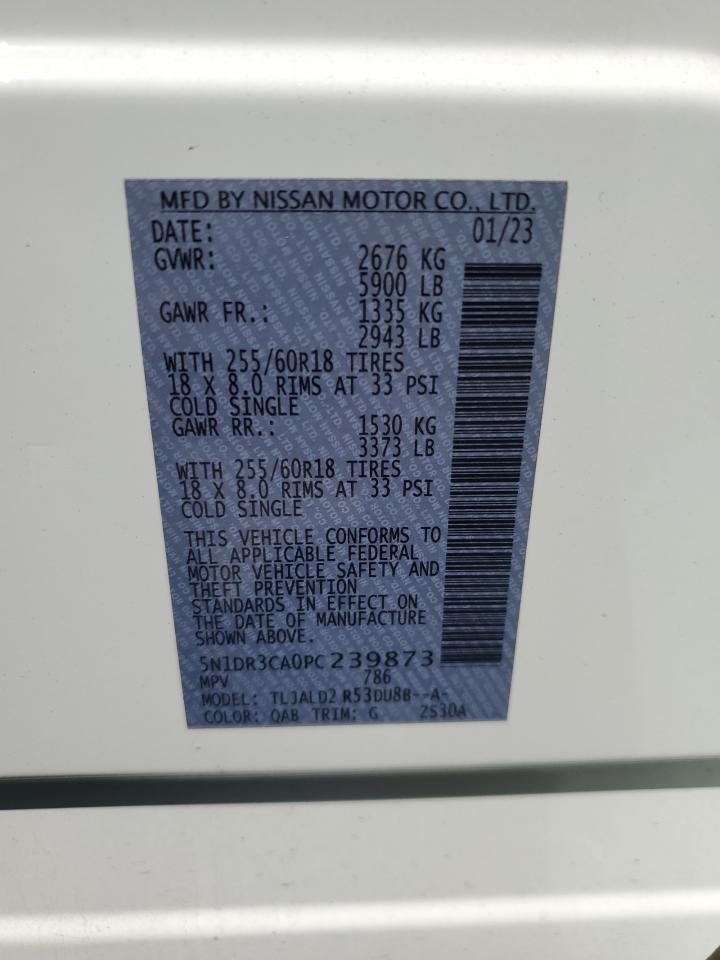 MFD BY NISSAN MOTOR CO., LTD.
DATE: 01/23
GVWR: 2676 KG
5900 LB
GAWR FR.: 1335 KG
2943 LB
WITH 255/60R18 TIRES
18 X 8.0 RIMS AT 33 PSI
COLD SINGLE
GAWR RR.: 1530 KG
3373 LB
WITH 255/60R18 TIRES
18 X 8.0 RIMS AT 33 PSI
COLD SINGLE
THIS VEHICLE CONFORMS TO
ALL APPLICABLE FEDERAL
MOTOR VEHICLE SAFETY AND
THEFT PREVENTION
STANDARDS IN EFFECT ON
THE DATE OF MANUFACTURE
SHOWN ABOVE.
5N1DR3CA0PC239873
MPV 786
MODEL: TLJALD2 R53DU8B--A-
COLOR: QAB TRIM: G 2S30A